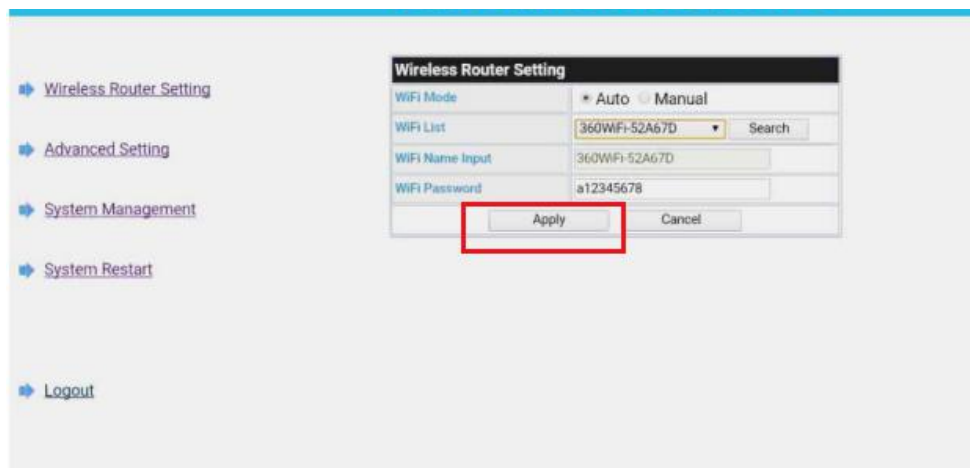 Wireless Router Setting
Advanced Setting
System Management
System Restart
Logout
Wireless Router Setting
WiFi Mode Auto Manual
WiFi List 360WiFi-52A67D Search
WiFi Name Input 360WiFi-52A67D
WiFi Password a12345678
Apply Cancel